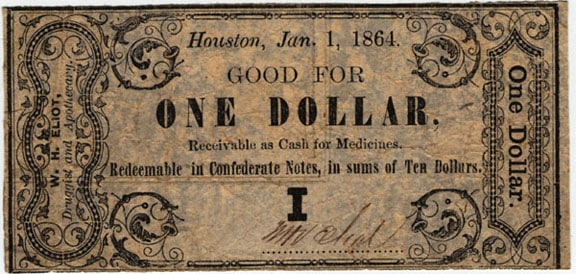 W. H. ELIOT,
Druggist and Apothecary,
Houston, Jan. 1, 1864.
GOOD FOR
ONE DOLLAR.
Receivable as Cash for Medicines.
Redeemable in Confederate Notes, in sums of Ten Dollars.
I
One Dollar.